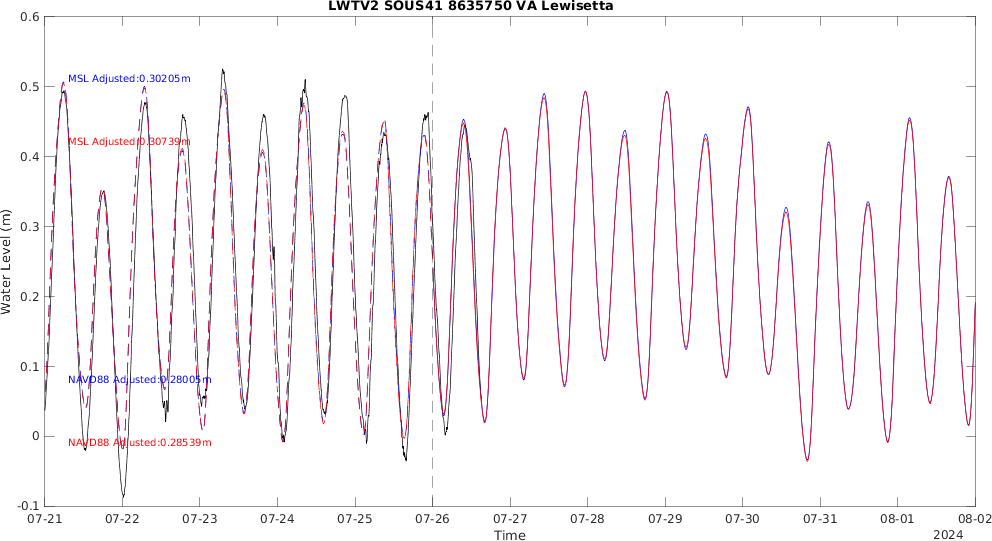 LWTV2 SOUS41 8635750 VA Lewisetta
0.6
0.5
0.4
0.3
0.2
0.1
0
-0.1
Water Level (m)
MSL Adjusted:0.30205m
MSL Adjusted:0.30739m
NAVD88 Adjusted:0.28005m
NAVD88 Adjusted:0.28539m
07-21 07-22 07-23 07-24 07-25 07-26 07-27 07-28 07-29 07-30 07-31 08-01 08-02
Time
2024